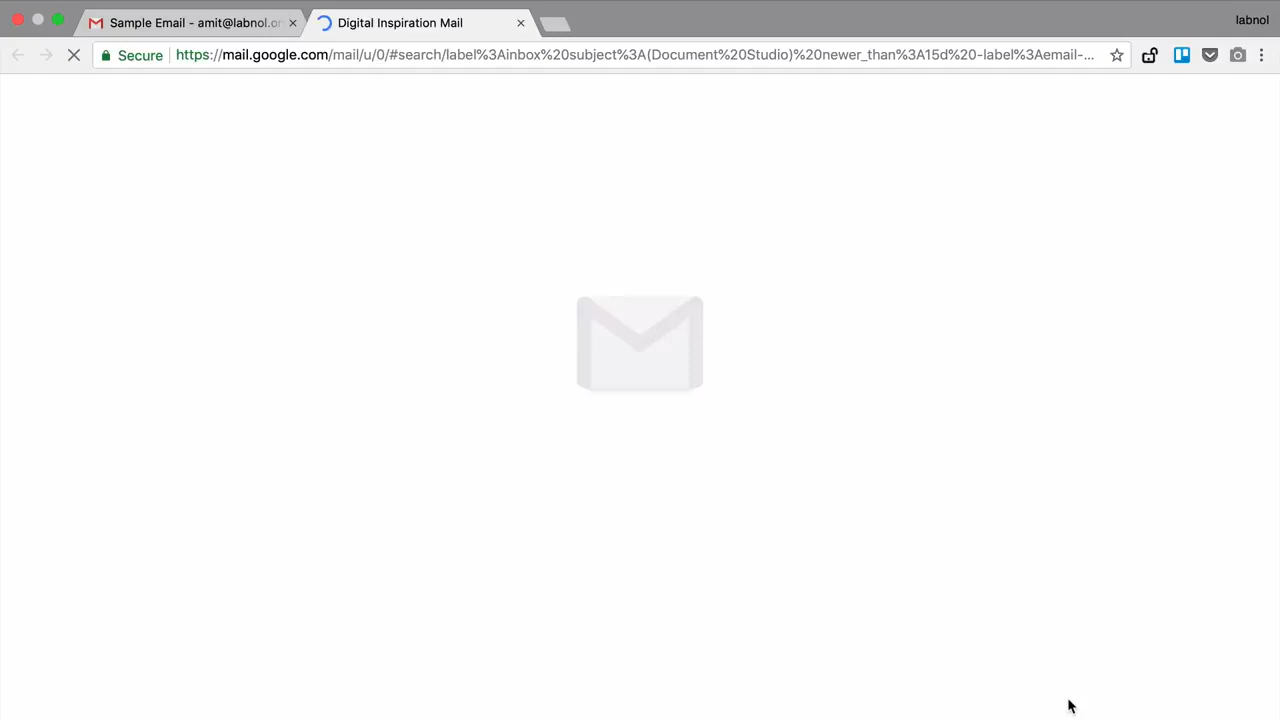 Sample Email - amit@labnol.or
Digital Inspiration Mail
labnol
Secure
https://mail.google.com/mail/u/0/#search/label%3Ainbox%20subject%3A(Document%20Studio)%20newer_than%3A15d%20-label%3Aemail-...